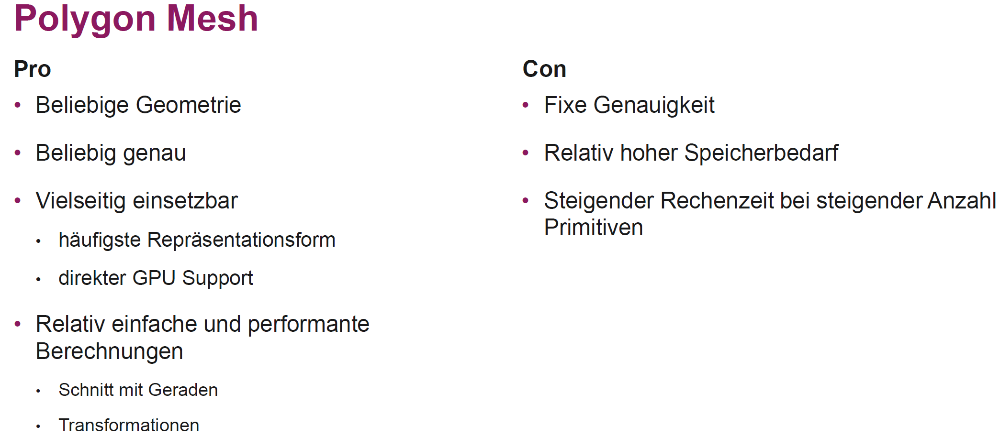 Polygon Mesh
Pro
• Beliebige Geometrie
• Beliebig genau
• Vielseitig einsetzbar
• häufigste Repräsentationsform
• direkter GPU Support
• Relativ einfache und performante
Berechnungen
• Schnitt mit Geraden
• Transformationen
Con
• Fixe Genauigkeit
• Relativ hoher Speicherbedarf
• Steigender Rechenzeit bei steigender Anzahl
Primitiven